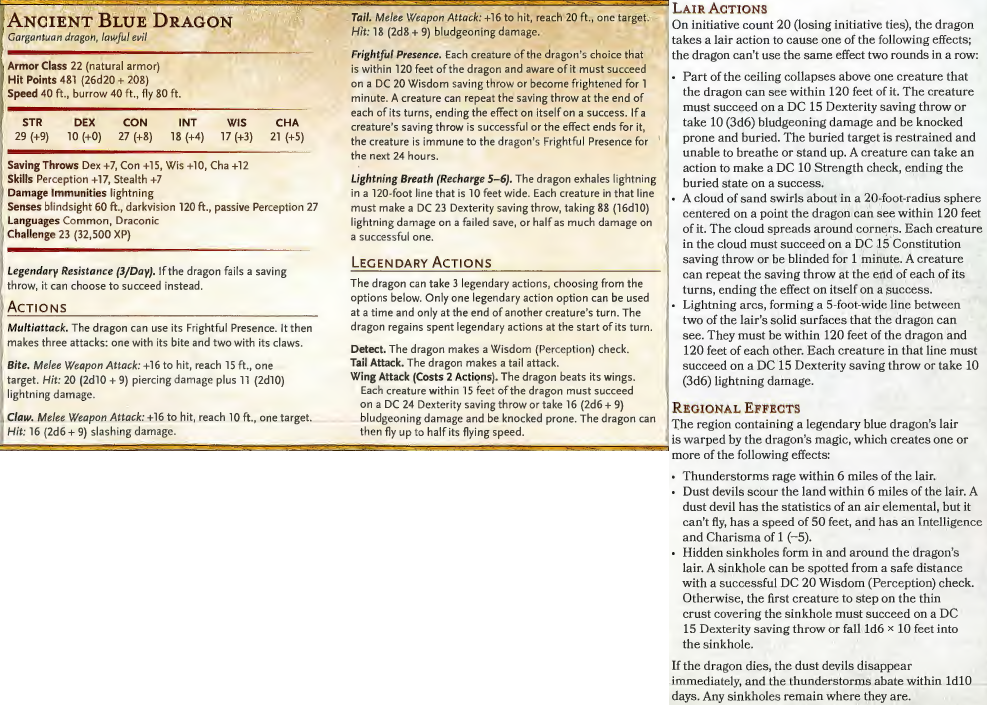 ANCIENT BLUE DRAGON
Gargantuan dragon, lawful evil
Armor Class 22 (natural armor)
Hit Points 481 (26d20 + 208)
Speed 40 ft., burrow 40 ft., fly 80 ft.
STR DEX CON INT WIS CHA
29 (+9) 10 (+0) 27 (+8) 18 (+4) 17 (+3) 21 (+5)
Saving Throws Dex +7, Con +15, Wis +10, Cha +12
Skills Perception +17, Stealth +7
Damage Immunities lightning
Senses blindsight 60 ft., darkvision 120 ft., passive Perception 27
Languages Common, Draconic
Challenge 23 (32,500 XP)
Legendary Resistance (3/Day). If the dragon fails a saving
throw, it can choose to succeed instead.
ACTIONS
Multiattack. The dragon can use its Frightful Presence. It then
makes three attacks: one with its bite and two with its claws.
Bite. Melee Weapon Attack: +16 to hit, reach 15 ft., one
target. Hit: 20 (2d10 + 9) piercing damage plus 11 (2d10)
lightning damage.
Claw. Melee Weapon Attack: +16 to hit, reach 10 ft., one target.
Hit: 16 (2d6 + 9) slashing damage.
Tail. Melee Weapon Attack: +16 to hit, reach 20 ft., one target.
Hit: 18 (2d8 + 9) bludgeoning damage.
Frightful Presence. Each creature of the dragon's choice that
is within 120 feet of the dragon and aware of it must succeed
on a DC 20 Wisdom saving throw or become frightened for 1
minute. A creature can repeat the saving throw at the end of
each of its turns, ending the effect on itself on a success. If a
creature's saving throw is successful or the effect ends for it,
the creature is immune to the dragon's Frightful Presence for
the next 24 hours.
Lightning Breath (Recharge 5–6). The dragon exhales lightning
in a 120-foot line that is 10 feet wide. Each creature in that line
must make a DC 23 Dexterity saving throw, taking 88 (16d10)
lightning damage on a failed save, or half as much damage on
a successful one.
LEGENDARY ACTIONS
The dragon can take 3 legendary actions, choosing from the
options below. Only one legendary action option can be used
at a time and only at the end of another creature's turn. The
dragon regains spent legendary actions at the start of its turn.
Detect. The dragon makes a Wisdom (Perception) check.
Tail Attack. The dragon makes a tail attack.
Wing Attack (Costs 2 Actions). The dragon beats its wings.
Each creature within 15 feet of the dragon must succeed
on a DC 24 Dexterity saving throw or take 16 (2d6 + 9)
bludgeoning damage and be knocked prone. The dragon can
then fly up to half its flying speed.
LAIR ACTIONS
On initiative count 20 (losing initiative ties), the dragon
takes a lair action to cause one of the following effects;
the dragon can't use the same effect two rounds in a row:
• Part of the ceiling collapses above one creature that
the dragon can see within 120 feet of it. The creature
must succeed on a DC 15 Dexterity saving throw or
take 10 (3d6) bludgeoning damage and be knocked
prone and buried. The buried target is restrained and
unable to breathe or stand up. A creature can take an
action to make a DC 10 Strength check, ending the
buried state on a success.
• A cloud of sand swirls about in a 20-foot-radius sphere
centered on a point the dragon can see within 120 feet
of it. The cloud spreads around corners. Each creature
in the cloud must succeed on a DC 15 Constitution
saving throw or be blinded for 1 minute. A creature
can repeat the saving throw at the end of each of its
turns, ending the effect on itself on a success.
• Lightning arcs, forming a 5-foot-wide line between
two of the lair's solid surfaces that the dragon can
see. They must be within 120 feet of the dragon and
120 feet of each other. Each creature in that line must
succeed on a DC 15 Dexterity saving throw or take 10
(3d6) lightning damage.
REGIONAL EFFECTS
The region containing a legendary blue dragon's lair
is warped by the dragon's magic, which creates one or
more of the following effects:
• Thunderstorms rage within 6 miles of the lair.
• Dust devils scour the land within 6 miles of the lair. A
dust devil has the statistics of an air elemental, but it
can't fly, has a speed of 50 feet, and has an Intelligence
and Charisma of 1 (−5).
• Hidden sinkholes form in and around the dragon's
lair. A sinkhole can be spotted from a safe distance
with a successful DC 20 Wisdom (Perception) check.
Otherwise, the first creature to step on the thin
crust covering the sinkhole must succeed on a DC
15 Dexterity saving throw or fall 1d6 × 10 feet into
the sinkhole.
If the dragon dies, the dust devils disappear
immediately, and the thunderstorms abate within 1d10
days. Any sinkholes remain where they are.